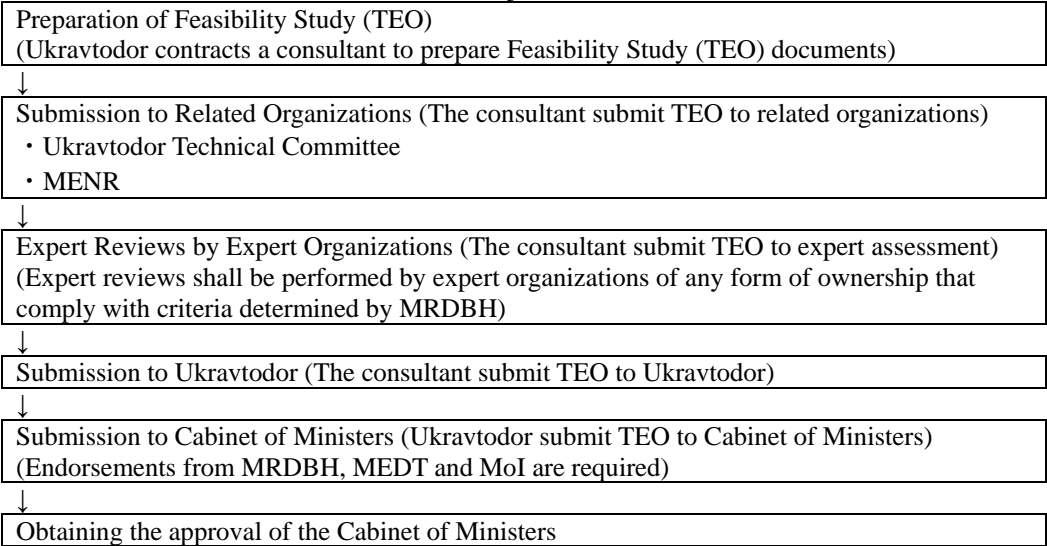 Preparation of Feasibility Study (TEO)
(Ukravtodor contracts a consultant to prepare Feasibility Study (TEO) documents)
↓
Submission to Related Organizations (The consultant submit TEO to related organizations)
・Ukravtodor Technical Committee
・MENR
↓
Expert Reviews by Expert Organizations (The consultant submit TEO to expert assessment)
(Expert reviews shall be performed by expert organizations of any form of ownership that
comply with criteria determined by MRDBH)
↓
Submission to Ukravtodor (The consultant submit TEO to Ukravtodor)
↓
Submission to Cabinet of Ministers (Ukravtodor submit TEO to Cabinet of Ministers)
(Endorsements from MRDBH, MEDT and MoI are required)
↓
Obtaining the approval of the Cabinet of Ministers